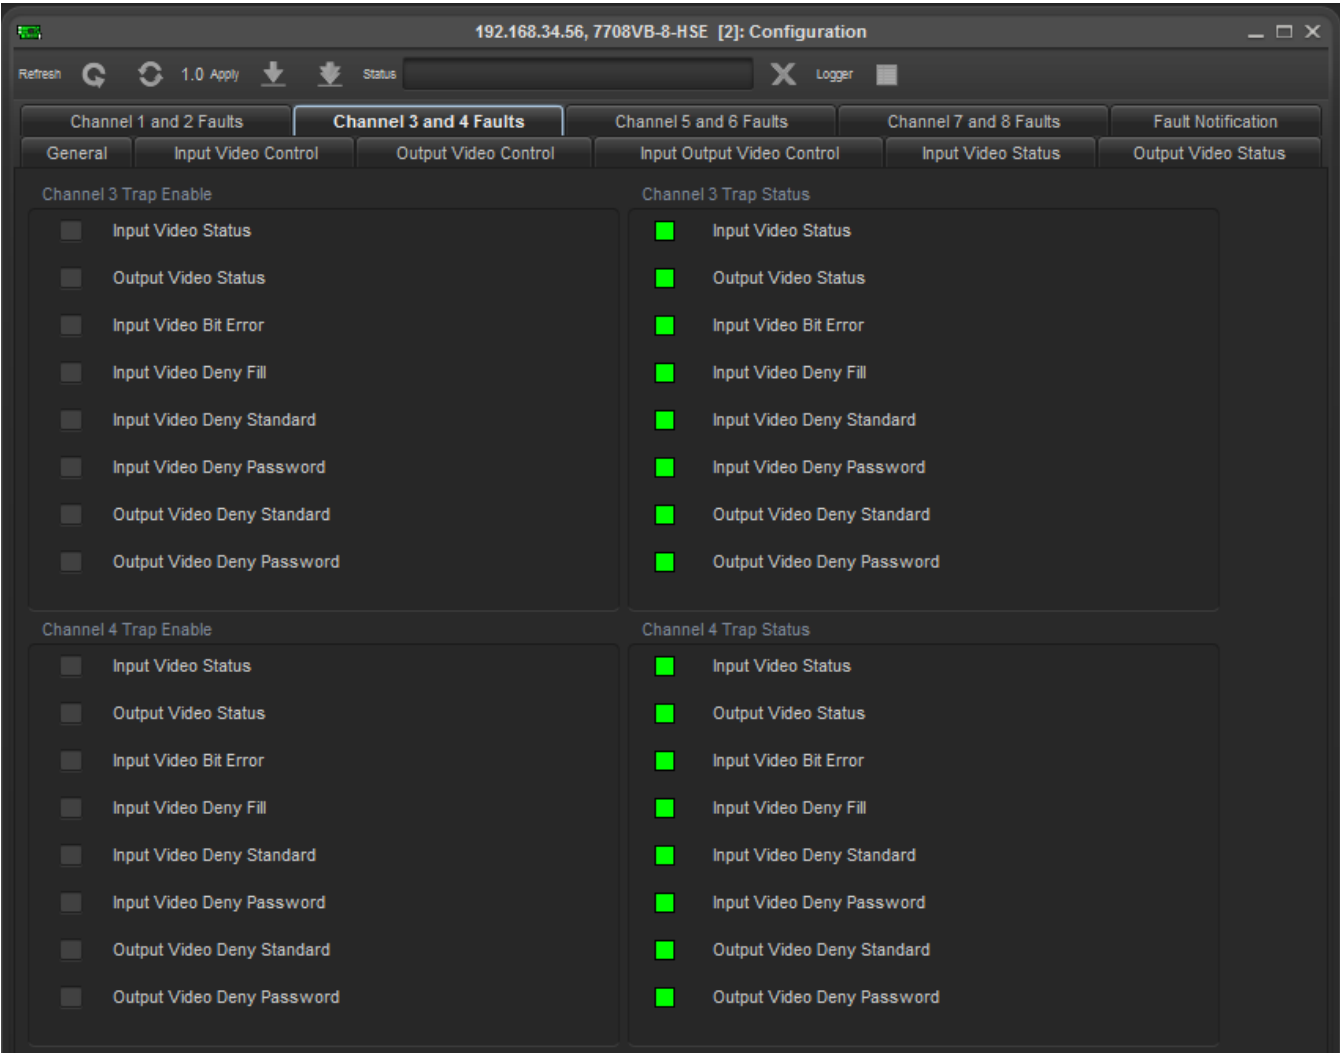 192.168.34.56, 7708VB-8-HSE [2]: Configuration
Refresh 1.0 Apply Status Logger
Channel 1 and 2 Faults Channel 3 and 4 Faults Channel 5 and 6 Faults Channel 7 and 8 Faults Fault Notification
General Input Video Control Output Video Control Input Output Video Control Input Video Status Output Video Status
Channel 3 Trap Enable Channel 3 Trap Status
Input Video Status Input Video Status
Output Video Status Output Video Status
Input Video Bit Error Input Video Bit Error
Input Video Deny Fill Input Video Deny Fill
Input Video Deny Standard Input Video Deny Standard
Input Video Deny Password Input Video Deny Password
Output Video Deny Standard Output Video Deny Standard
Output Video Deny Password Output Video Deny Password
Channel 4 Trap Enable Channel 4 Trap Status
Input Video Status Input Video Status
Output Video Status Output Video Status
Input Video Bit Error Input Video Bit Error
Input Video Deny Fill Input Video Deny Fill
Input Video Deny Standard Input Video Deny Standard
Input Video Deny Password Input Video Deny Password
Output Video Deny Standard Output Video Deny Standard
Output Video Deny Password Output Video Deny Password